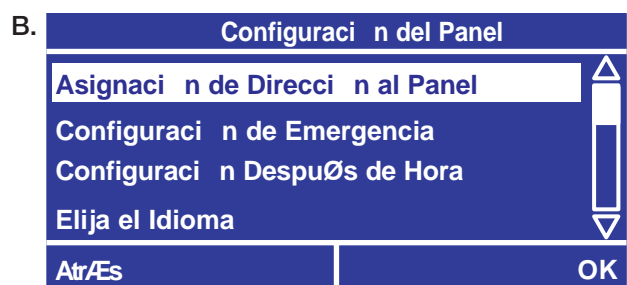 B.
Configuraci n del Panel
Asignaci n de Direcci n al Panel
Configuraci n de Emergencia
Configuraci n DespuØs de Hora
Elija el Idioma
AtrÆs OK